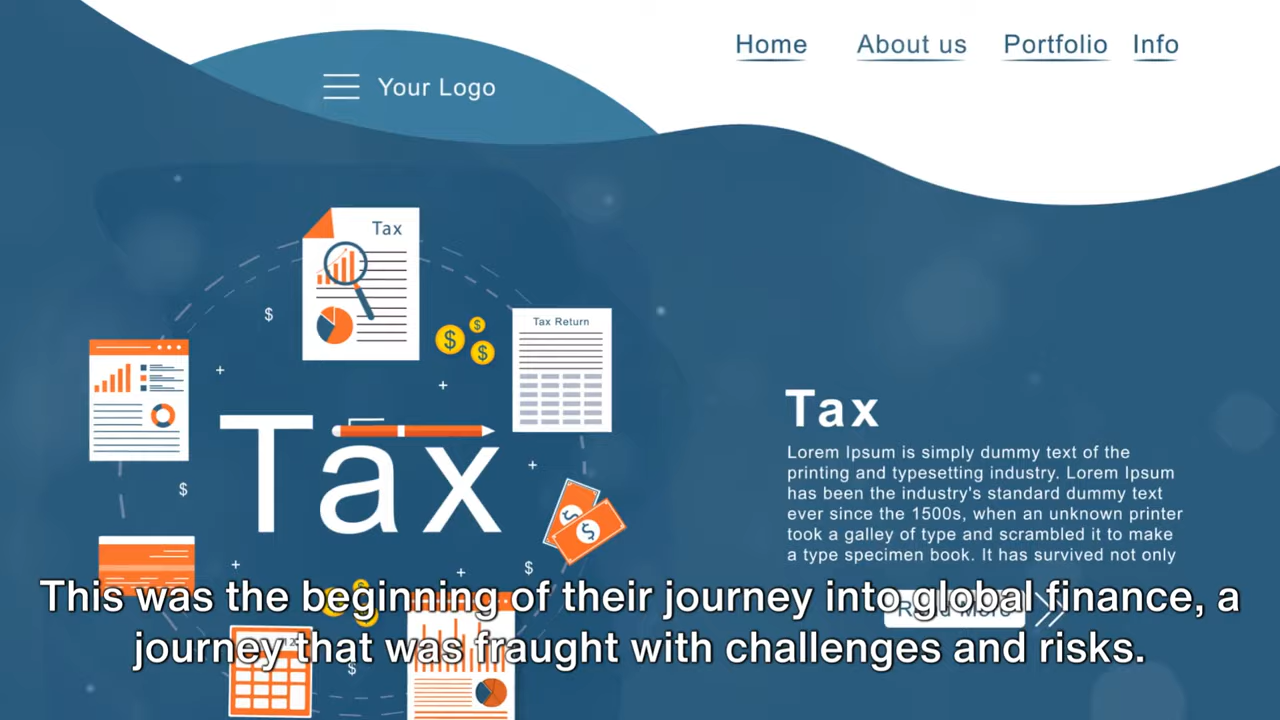 Home About us Portfolio Info
Your Logo
Tax
$
$
$
$
Tax Return
Tax
$
$
$
$
$
Tax
Lorem Ipsum is simply dummy text of the
printing and typesetting industry. Lorem Ipsum
has been the industry's standard dummy text
ever since the 1500s, when an unknown printer
took a galley of type and scrambled it to make
a type specimen book. It has survived not only
Read More
This was the beginning of their journey into global finance, a
journey that was fraught with challenges and risks.